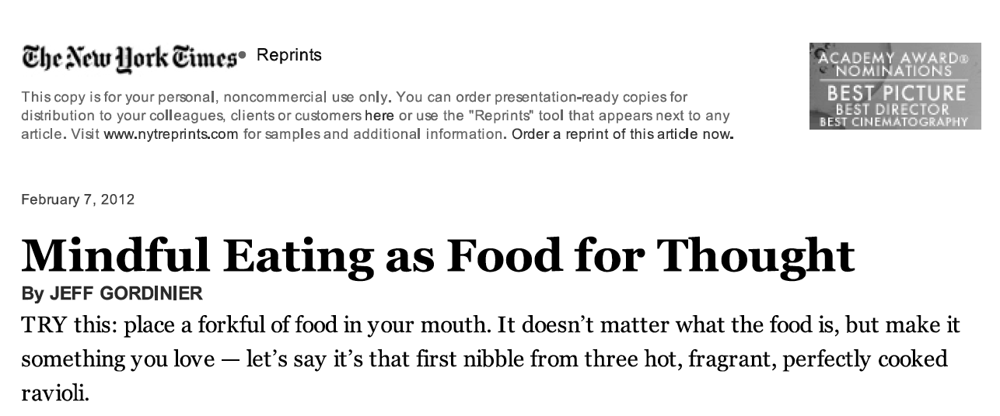 The New York Times Reprints
This copy is for your personal, noncommercial use only. You can order presentation-ready copies for
distribution to your colleagues, clients or customers here or use the "Reprints" tool that appears next to any
article. Visit www.nytreprints.com for samples and additional information. Order a reprint of this article now.
ACADEMY AWARD®
NOMINATIONS
BEST PICTURE
BEST DIRECTOR
BEST CINEMATOGRAPHY
February 7, 2012
Mindful Eating as Food for Thought
By JEFF GORDINIER
TRY this: place a forkful of food in your mouth. It doesn’t matter what the food is, but make it
something you love — let’s say it’s that first nibble from three hot, fragrant, perfectly cooked
ravioli.